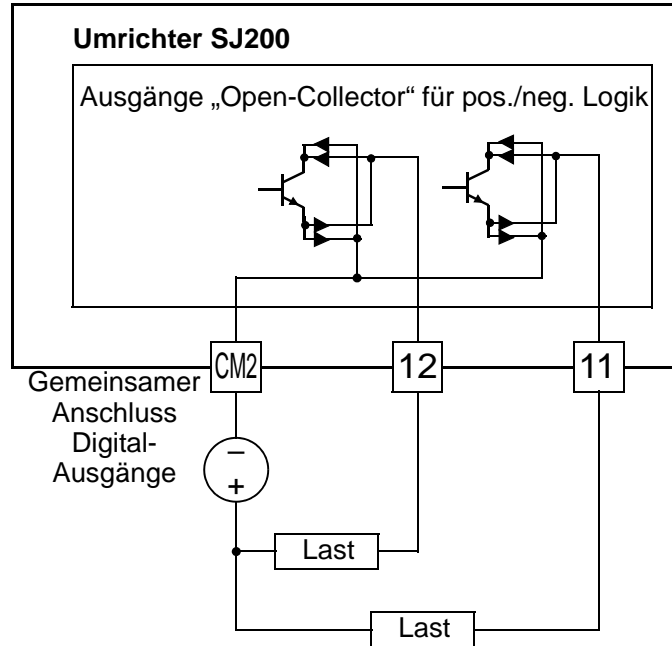 Umrichter SJ200
Ausgänge „Open-Collector“ für pos./neg. Logik
CM2
12
11
Gemeinsamer
Anschluss
Digital-
Ausgänge
–
+
Last
Last